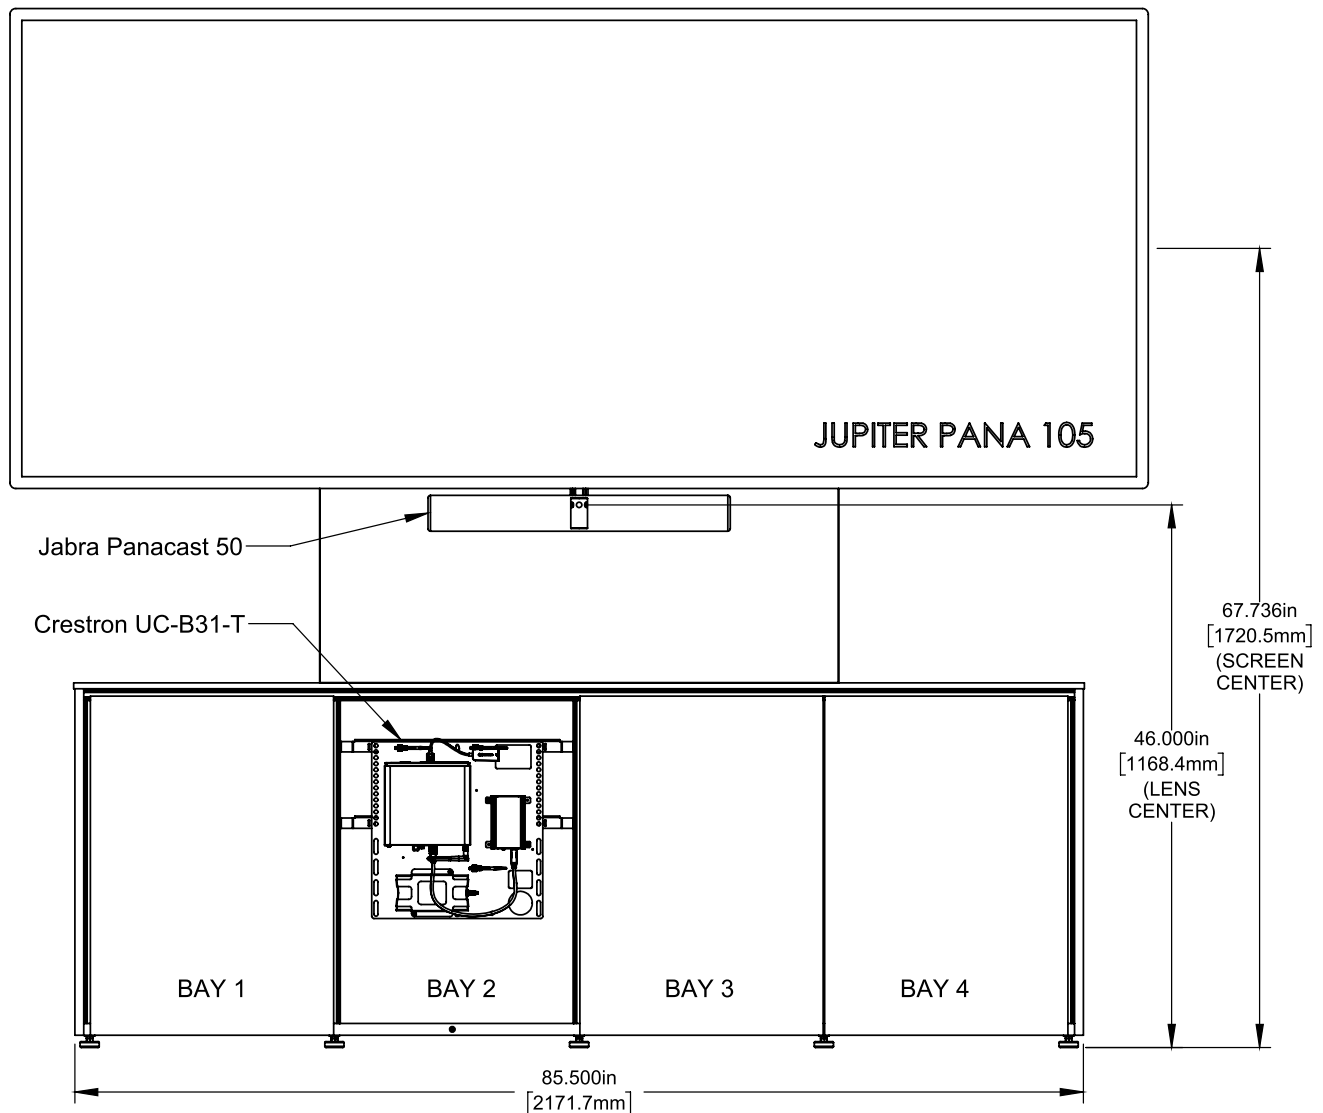 JUPITER PANA 105
Jabra Panacast 50
Crestron UC-B31-T
67.736in
[1720.5mm]
(SCREEN
CENTER)
46.000in
[1168.4mm]
(LENS
CENTER)
BAY 1
BAY 2
BAY 3
BAY 4
85.500in
[2171.7mm]